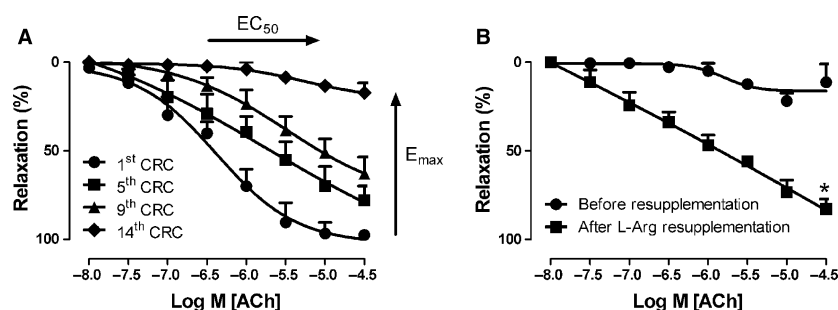 A
EC50
0
50
100
Relaxation (%)
1st CRC
5th CRC
9th CRC
14th CRC
Emax
–8.0 –7.5 –7.0 –6.5 –6.0 –5.5 –5.0 –4.5
Log M [ACh]
B
0
50
100
Relaxation (%)
Before resupplementation
After L-Arg resupplementation
*
–8.0 –7.5 –7.0 –6.5 –6.0 –5.5 –5.0 –4.5
Log M [ACh]